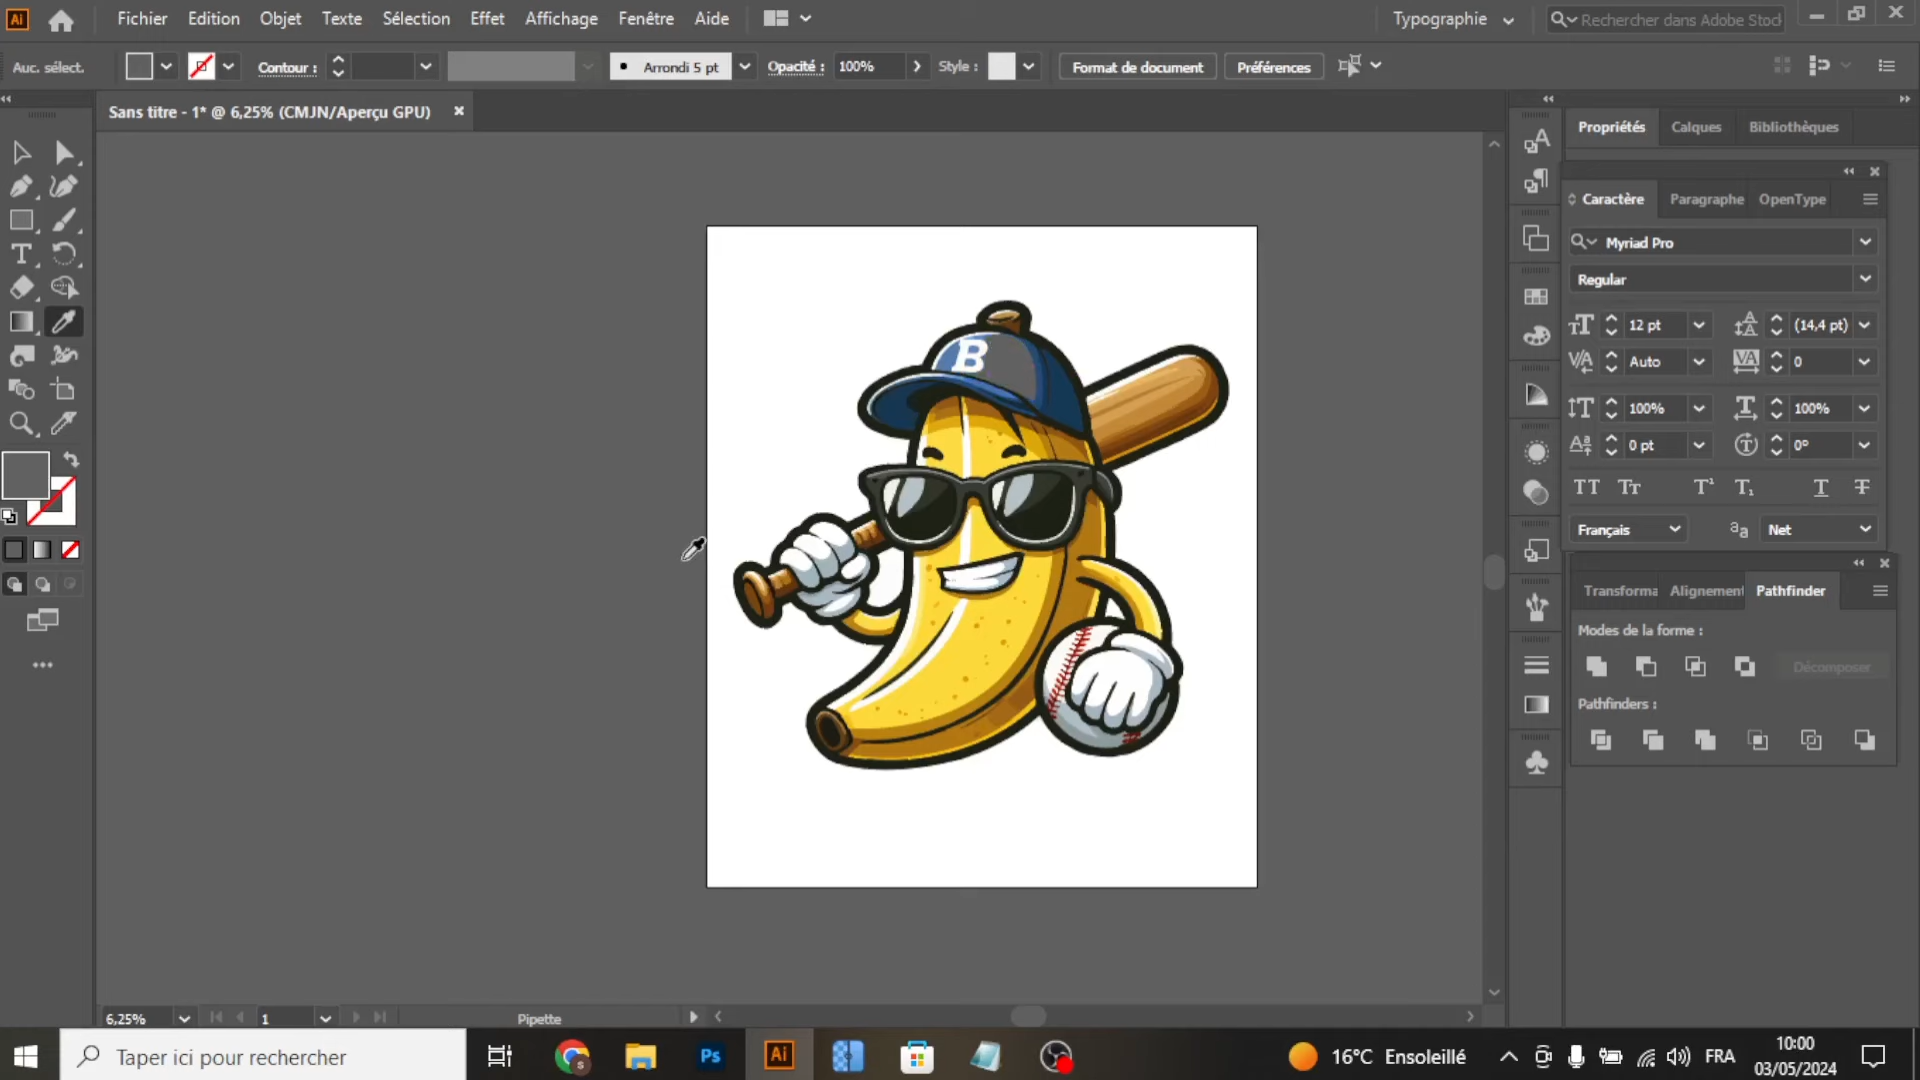 Ai Fichier Edition Objet Texte Sélection Effet Affichage Fenêtre Aide Typographie Rechercher dans Adobe Stock
Auc. sélect. Contour : Arrondi 5 pt Opacité : 100% Style : Format de document Préférences
Sans titre - 1* @ 6,25% (CMJN/Aperçu GPU)
Propriétés Calques Bibliothèques
Caractère Paragraphe OpenType
Myriad Pro
Regular
12 pt (14,4 pt)
Auto 0
100% 100%
0 pt 0°
Français aa Net
Transforma Alignement Pathfinder
Modes de la forme :
Décomposer
Pathfinders :
B
6,25% 1 Pipette
Taper ici pour rechercher Ps Ai 16°C Ensoleillé FRA 10:00
03/05/2024